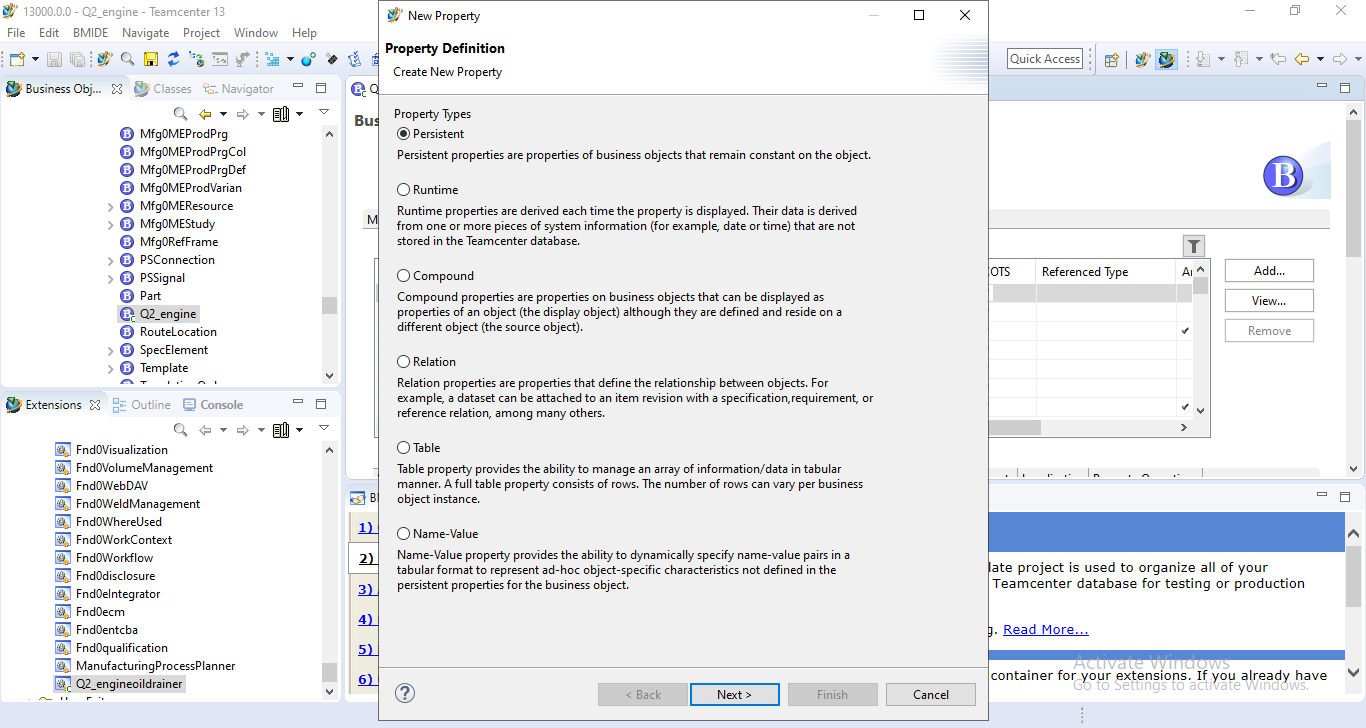 13000.0.0 - Q2_engine - Teamcenter 13
File Edit BMIDE Navigate Project Window Help
Quick Access
Business Obj...
Classes
Navigator
Mfg0MEProdPrg
Mfg0MEProdPrgCol
Mfg0MEProdPrgDef
Mfg0MEProdVarian
Mfg0MEResource
Mfg0MEStudy
Mfg0RefFrame
PSConnection
PSSignal
Part
Q2_engine
RouteLocation
SpecElement
Template
Extensions
Outline
Console
Fnd0Visualization
Fnd0VolumeManagement
Fnd0WebDAV
Fnd0WeldManagement
Fnd0WhereUsed
Fnd0WorkContext
Fnd0Workflow
Fnd0disclosure
Fnd0eIntegrator
Fnd0ecm
Fnd0entcba
Fnd0qualification
ManufacturingProcessPlanner
Q2_engineoildrainer
Bus
1)
2)
3)
4)
5)
6)
New Property
Property Definition
Create New Property
Property Types
Persistent
Persistent properties are properties of business objects that remain constant on the object.
Runtime
Runtime properties are derived each time the property is displayed. Their data is derived
from one or more pieces of system information (for example, date or time) that are not
stored in the Teamcenter database.
Compound
Compound properties are properties on business objects that can be displayed as
properties of an object (the display object) although they are defined and reside on a
different object (the source object).
Relation
Relation properties are properties that define the relationship between objects. For
example, a dataset can be attached to an item revision with a specification,requirement, or
reference relation, among many others.
Table
Table property provides the ability to manage an array of information/data in tabular
manner. A full table property consists of rows. The number of rows can vary per business
object instance.
Name-Value
Name-Value property provides the ability to dynamically specify name-value pairs in a
tabular format to represent ad-hoc object-specific characteristics not defined in the
persistent properties for the business object.
< Back
Next >
Finish
Cancel
B
OTS
Referenced Type
Add...
View...
Remove
late project is used to organize all of your
Teamcenter database for testing or production
g. Read More...
container for your extensions. If you already have
Activate Windows
Go to Settings to activate Windows.